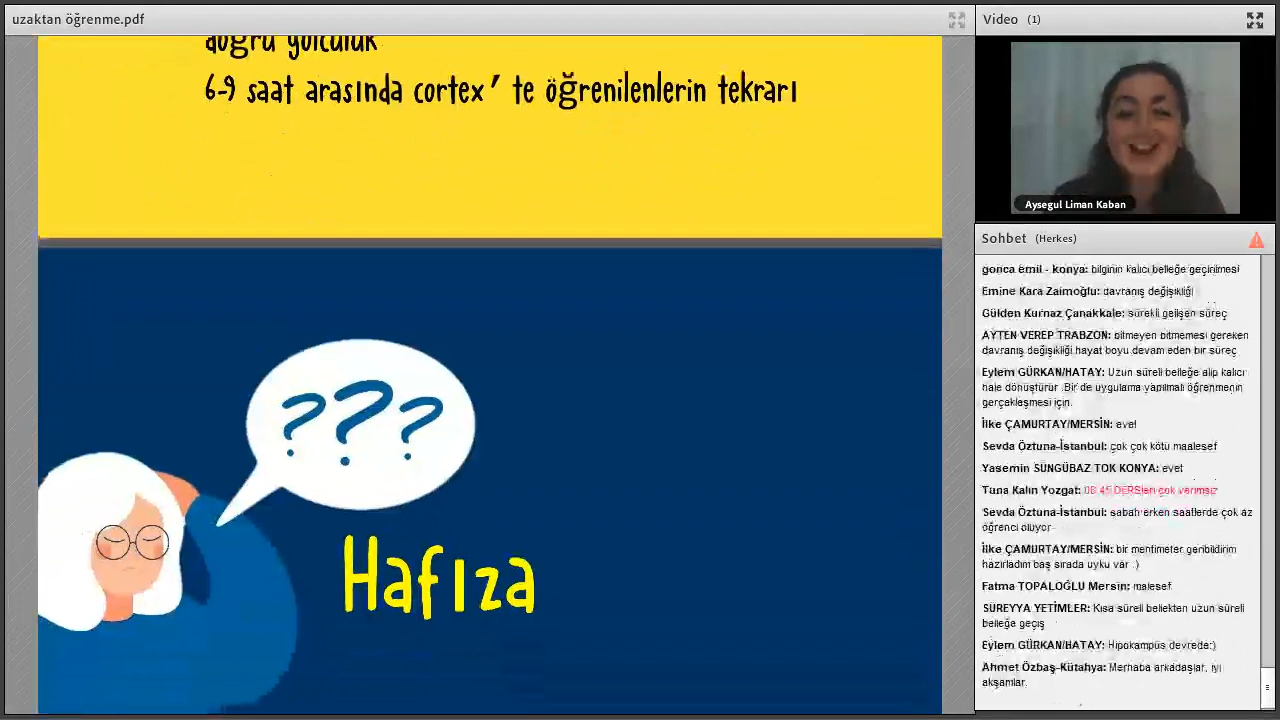 uzaktan öğrenme.pdf
doğru yolculuk
6-9 saat arasında cortex' te öğrenilenlerin tekrarı
???
Hafıza
Video (1)
Aysegul Liman Kaban
Sohbet (Herkes)
gonca emil - konya: bilginin kalıcı belleğe geçirilmesi
Emine Kara Zaimoğlu: davranış değişikliği
Gülden Kurnaz Çanakkale: sürekli gelişen süreç
AYTEN VEREP TRABZON: bitmeyen bitmemesi gereken
davranış değişikliği hayat boyu devam eden bir süreç
Eylem GÜRKAN/HATAY: Uzun süreli belleğe alıp kalıcı
hale dönüştürür .Bir de uygulama yapılmalı öğrenmenin
gerçekleşmesi için.
İlke ÇAMURTAY/MERSİN: evet
Sevda Öztuna-İstanbul: çok çok kötü maalesef
Yasemin SÜNGÜBAZ TOK KONYA: evet
Tuna Kalın Yozgat: 08 45 DERSleri çok verimsiz
Sevda Öztuna-İstanbul: sabah erken saatlerde çok az
öğrenci oluyor
İlke ÇAMURTAY/MERSİN: bir mentimeter geribildirim
hazırladım baş sırada uyku var :)
Fatma TOPALOĞLU Mersin: malesef
SÜREYYA YETİMLER: Kısa süreli bellekten uzun süreli
belleğe geçiş
Eylem GÜRKAN/HATAY: Hipokampüs devrede:)
Ahmet Özbaş-Kütahya: Merhaba arkadaşlar, iyi
akşamlar.